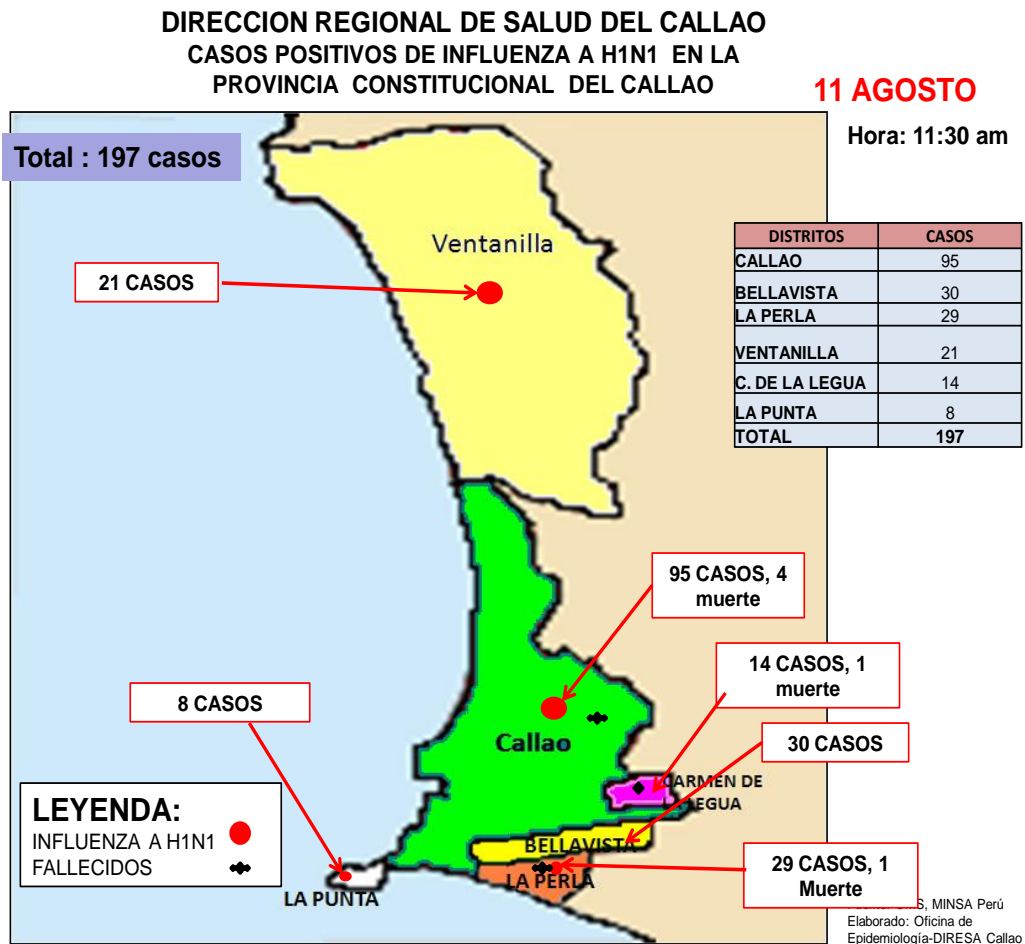 DIRECCION REGIONAL DE SALUD DEL CALLAO
CASOS POSITIVOS DE INFLUENZA A H1N1 EN LA
PROVINCIA CONSTITUCIONAL DEL CALLAO
11 AGOSTO
Hora: 11:30 am
Total : 197 casos
Ventanilla
21 CASOS
DISTRITOS CASOS
CALLAO 95
BELLAVISTA 30
LA PERLA 29
VENTANILLA 21
C. DE LA LEGUA 14
LA PUNTA 8
TOTAL 197
95 CASOS, 4
muerte
14 CASOS, 1
muerte
8 CASOS
30 CASOS
Callao
CARMEN DE
LEGUA
BELLAVISTA
LA PERLA
29 CASOS, 1
Muerte
LEYENDA:
INFLUENZA A H1N1
FALLECIDOS
LA PUNTA
MINSA Perú
Elaborado: Oficina de
Epidemiología-DIRESA Callao